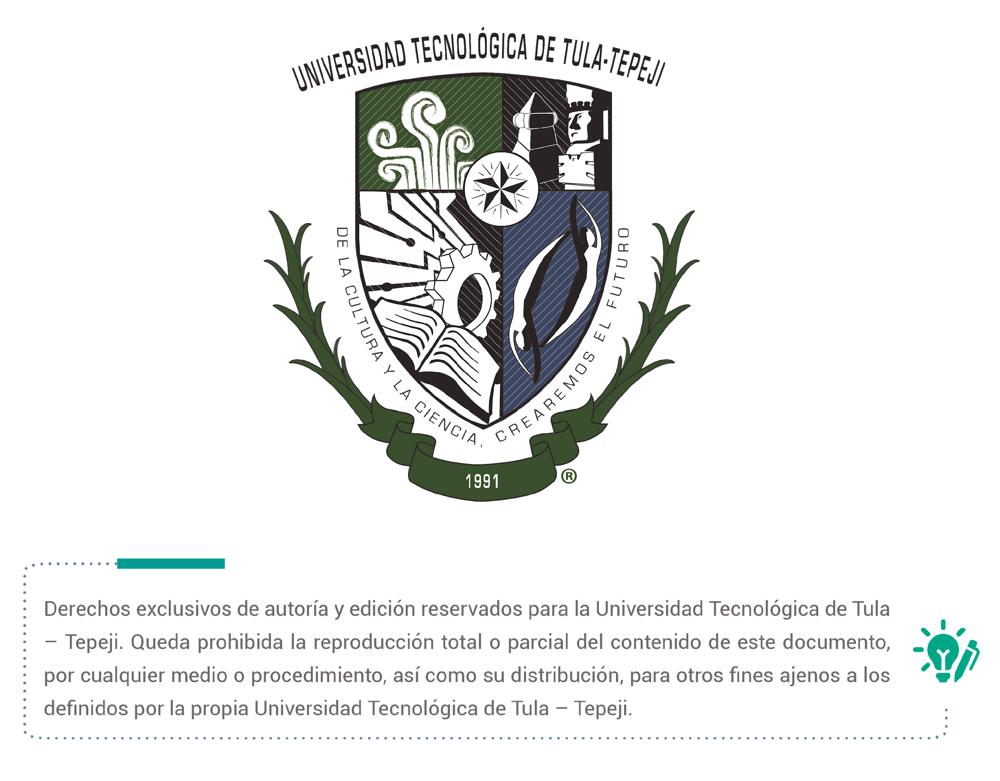 UNIVERSIDAD TECNOLÓGICA DE TULA-TEPEJI
DE LA CULTURA Y LA CIENCIA, CREAREMOS EL FUTURO
1991
®
Derechos exclusivos de autoría y edición reservados para la Universidad Tecnológica de Tula
– Tepeji. Queda prohibida la reproducción total o parcial del contenido de este documento,
por cualquier medio o procedimiento, así como su distribución, para otros fines ajenos a los
definidos por la propia Universidad Tecnológica de Tula – Tepeji.